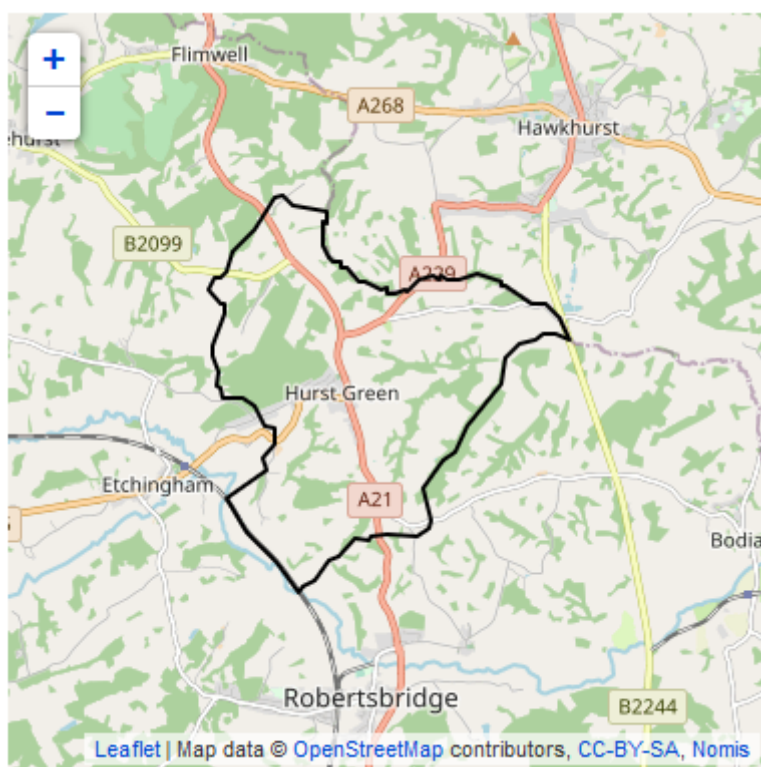 +
Flimwell
−
A268
Hawkhurst
ehurst
B2099
A229
Hurst Green
Etchingham
A21
Bodia
Robertsbridge
B2244
Leaflet | Map data © OpenStreetMap contributors, CC-BY-SA, Nomis